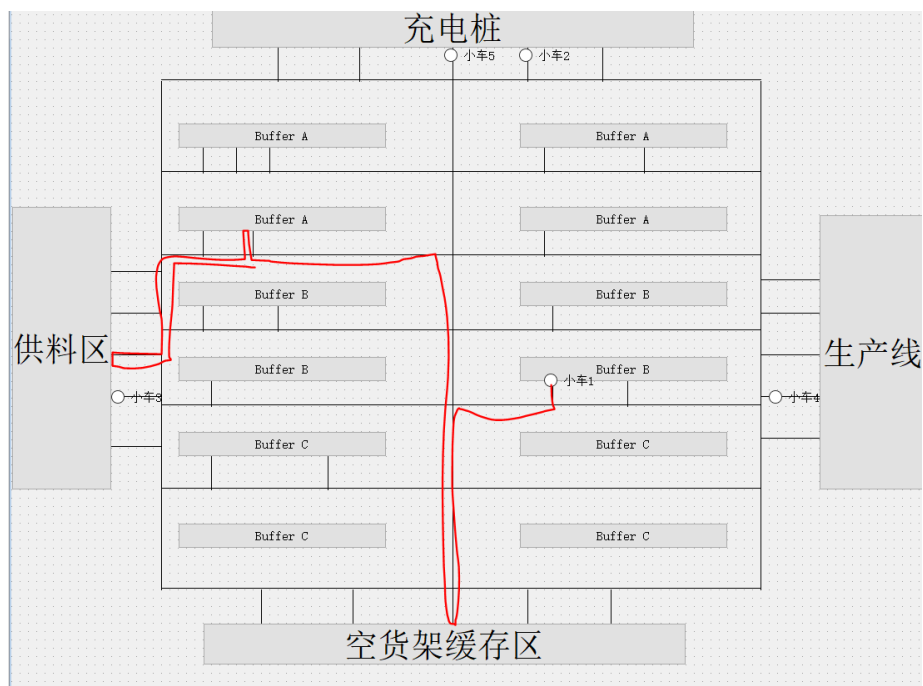 充电桩
小车5
小车2
Buffer A
Buffer A
Buffer A
Buffer A
Buffer B
Buffer B
供料区
生产线
Buffer B
Buffer B
小车1
小车3
小车4
Buffer C
Buffer C
Buffer C
Buffer C
空货架缓存区